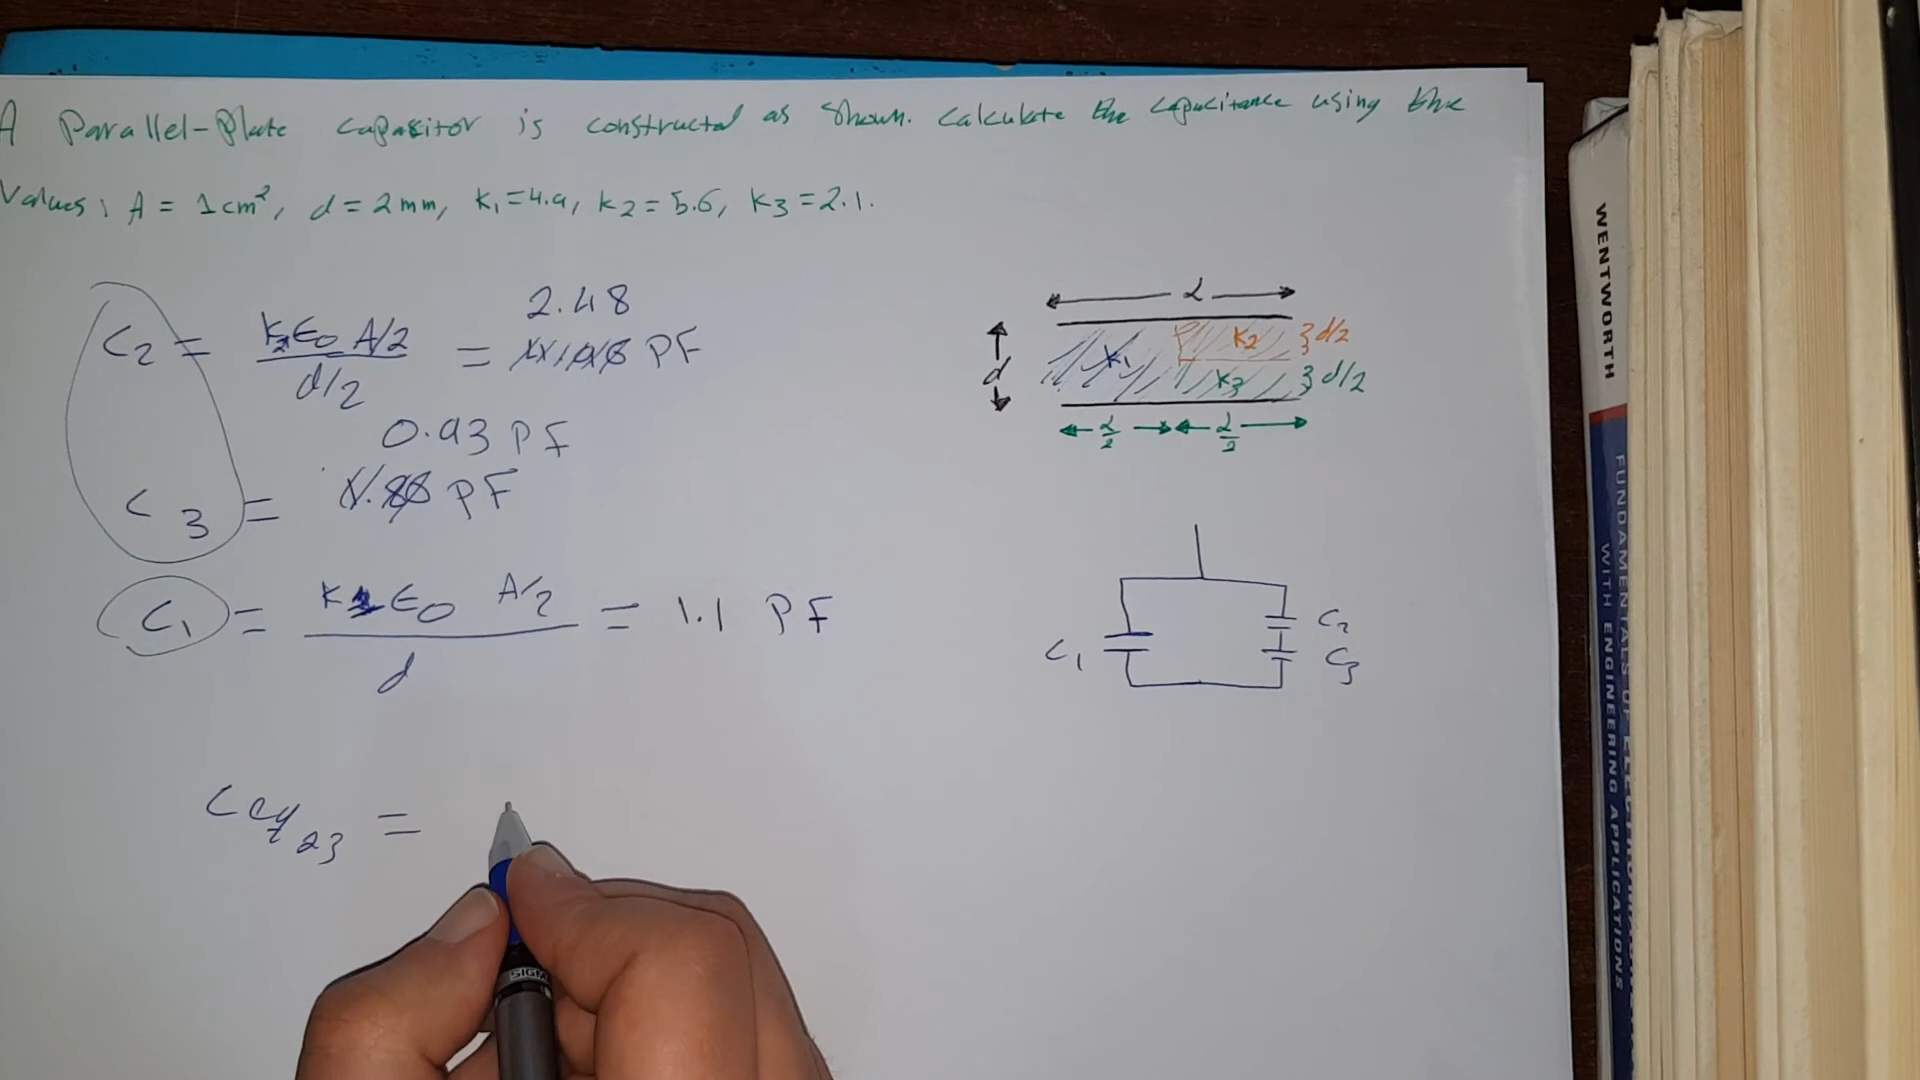 A Parallel-Plate capacitor is constructed as shown. calculate the capacitance using the
values: A = 1cm², d = 2mm, K₁=4.9, K₂=5.6, K₃=2.1.
2.48
C₂ = K₂ϵ₀ A/2 / d/2 = PF
0.93 PF
C₃ = PF
C₁ = K ϵ₀ A/2 / d = 1.1 PF
Ceq₂₃ =
L
d
K₁
K₂
d/2
K₃
d/2
L/2
L/2
C₁
C₂
C₃
SIGM
WENTWORTH
FUNDAMENTALS OF
WITH ENGINEERING APPLICATIONS